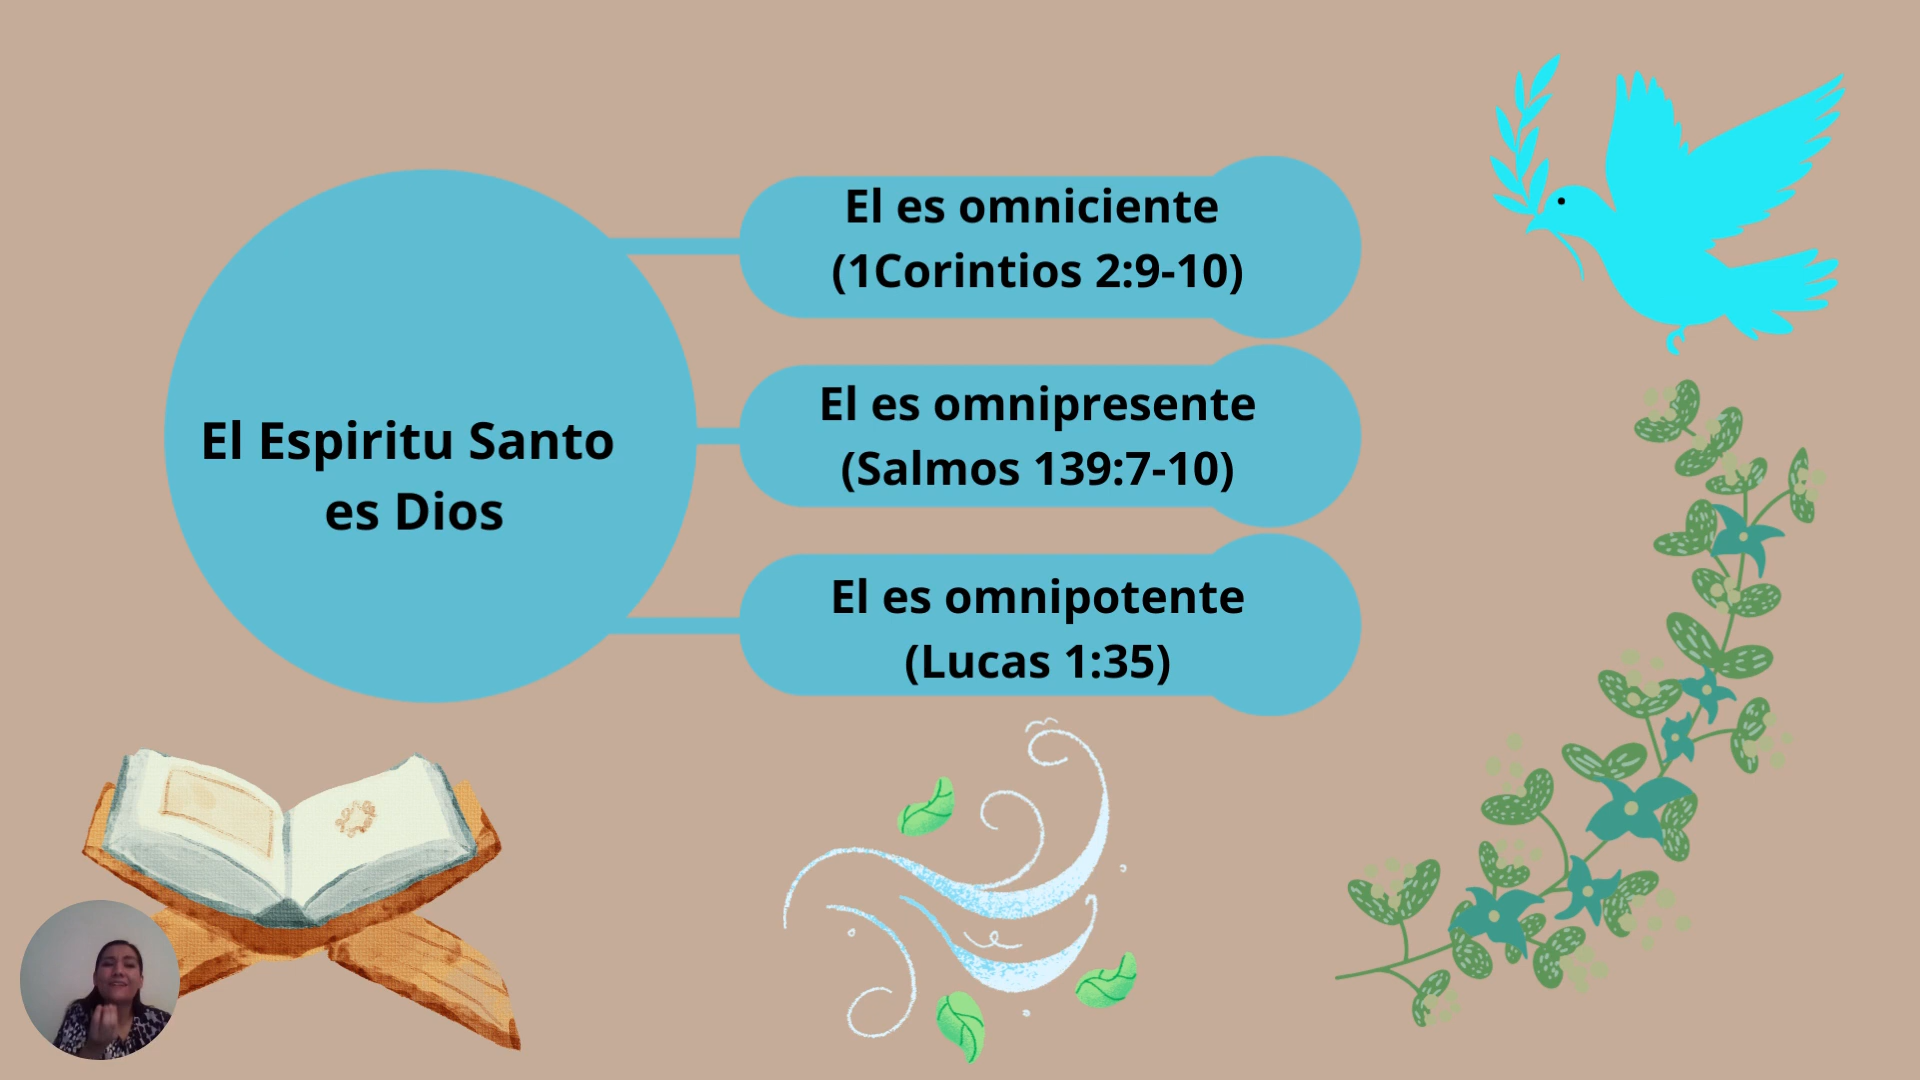 El Espiritu Santo
es Dios
El es omniciente
(1Corintios 2:9-10)
El es omnipresente
(Salmos 139:7-10)
El es omnipotente
(Lucas 1:35)